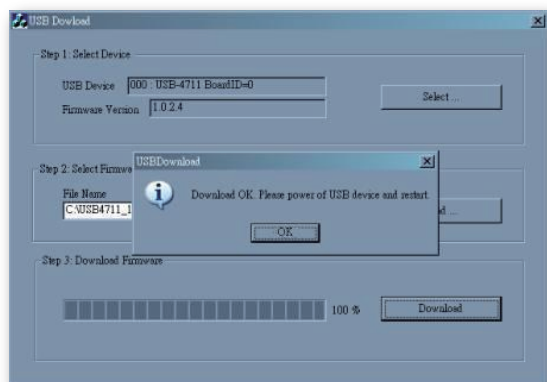 USB Dowload
Step 1: Select Device
USB Device 000 : USB-4711 BoardID=0
Firmware Version 1.0.2.4
Select ...
USBDownload
Step 2: Select Firmwa
Download OK. Please power of USB device and restart.
File Name
C:\USB4711_1
d ...
OK
Step 3: Download Firmware
100 %
Download